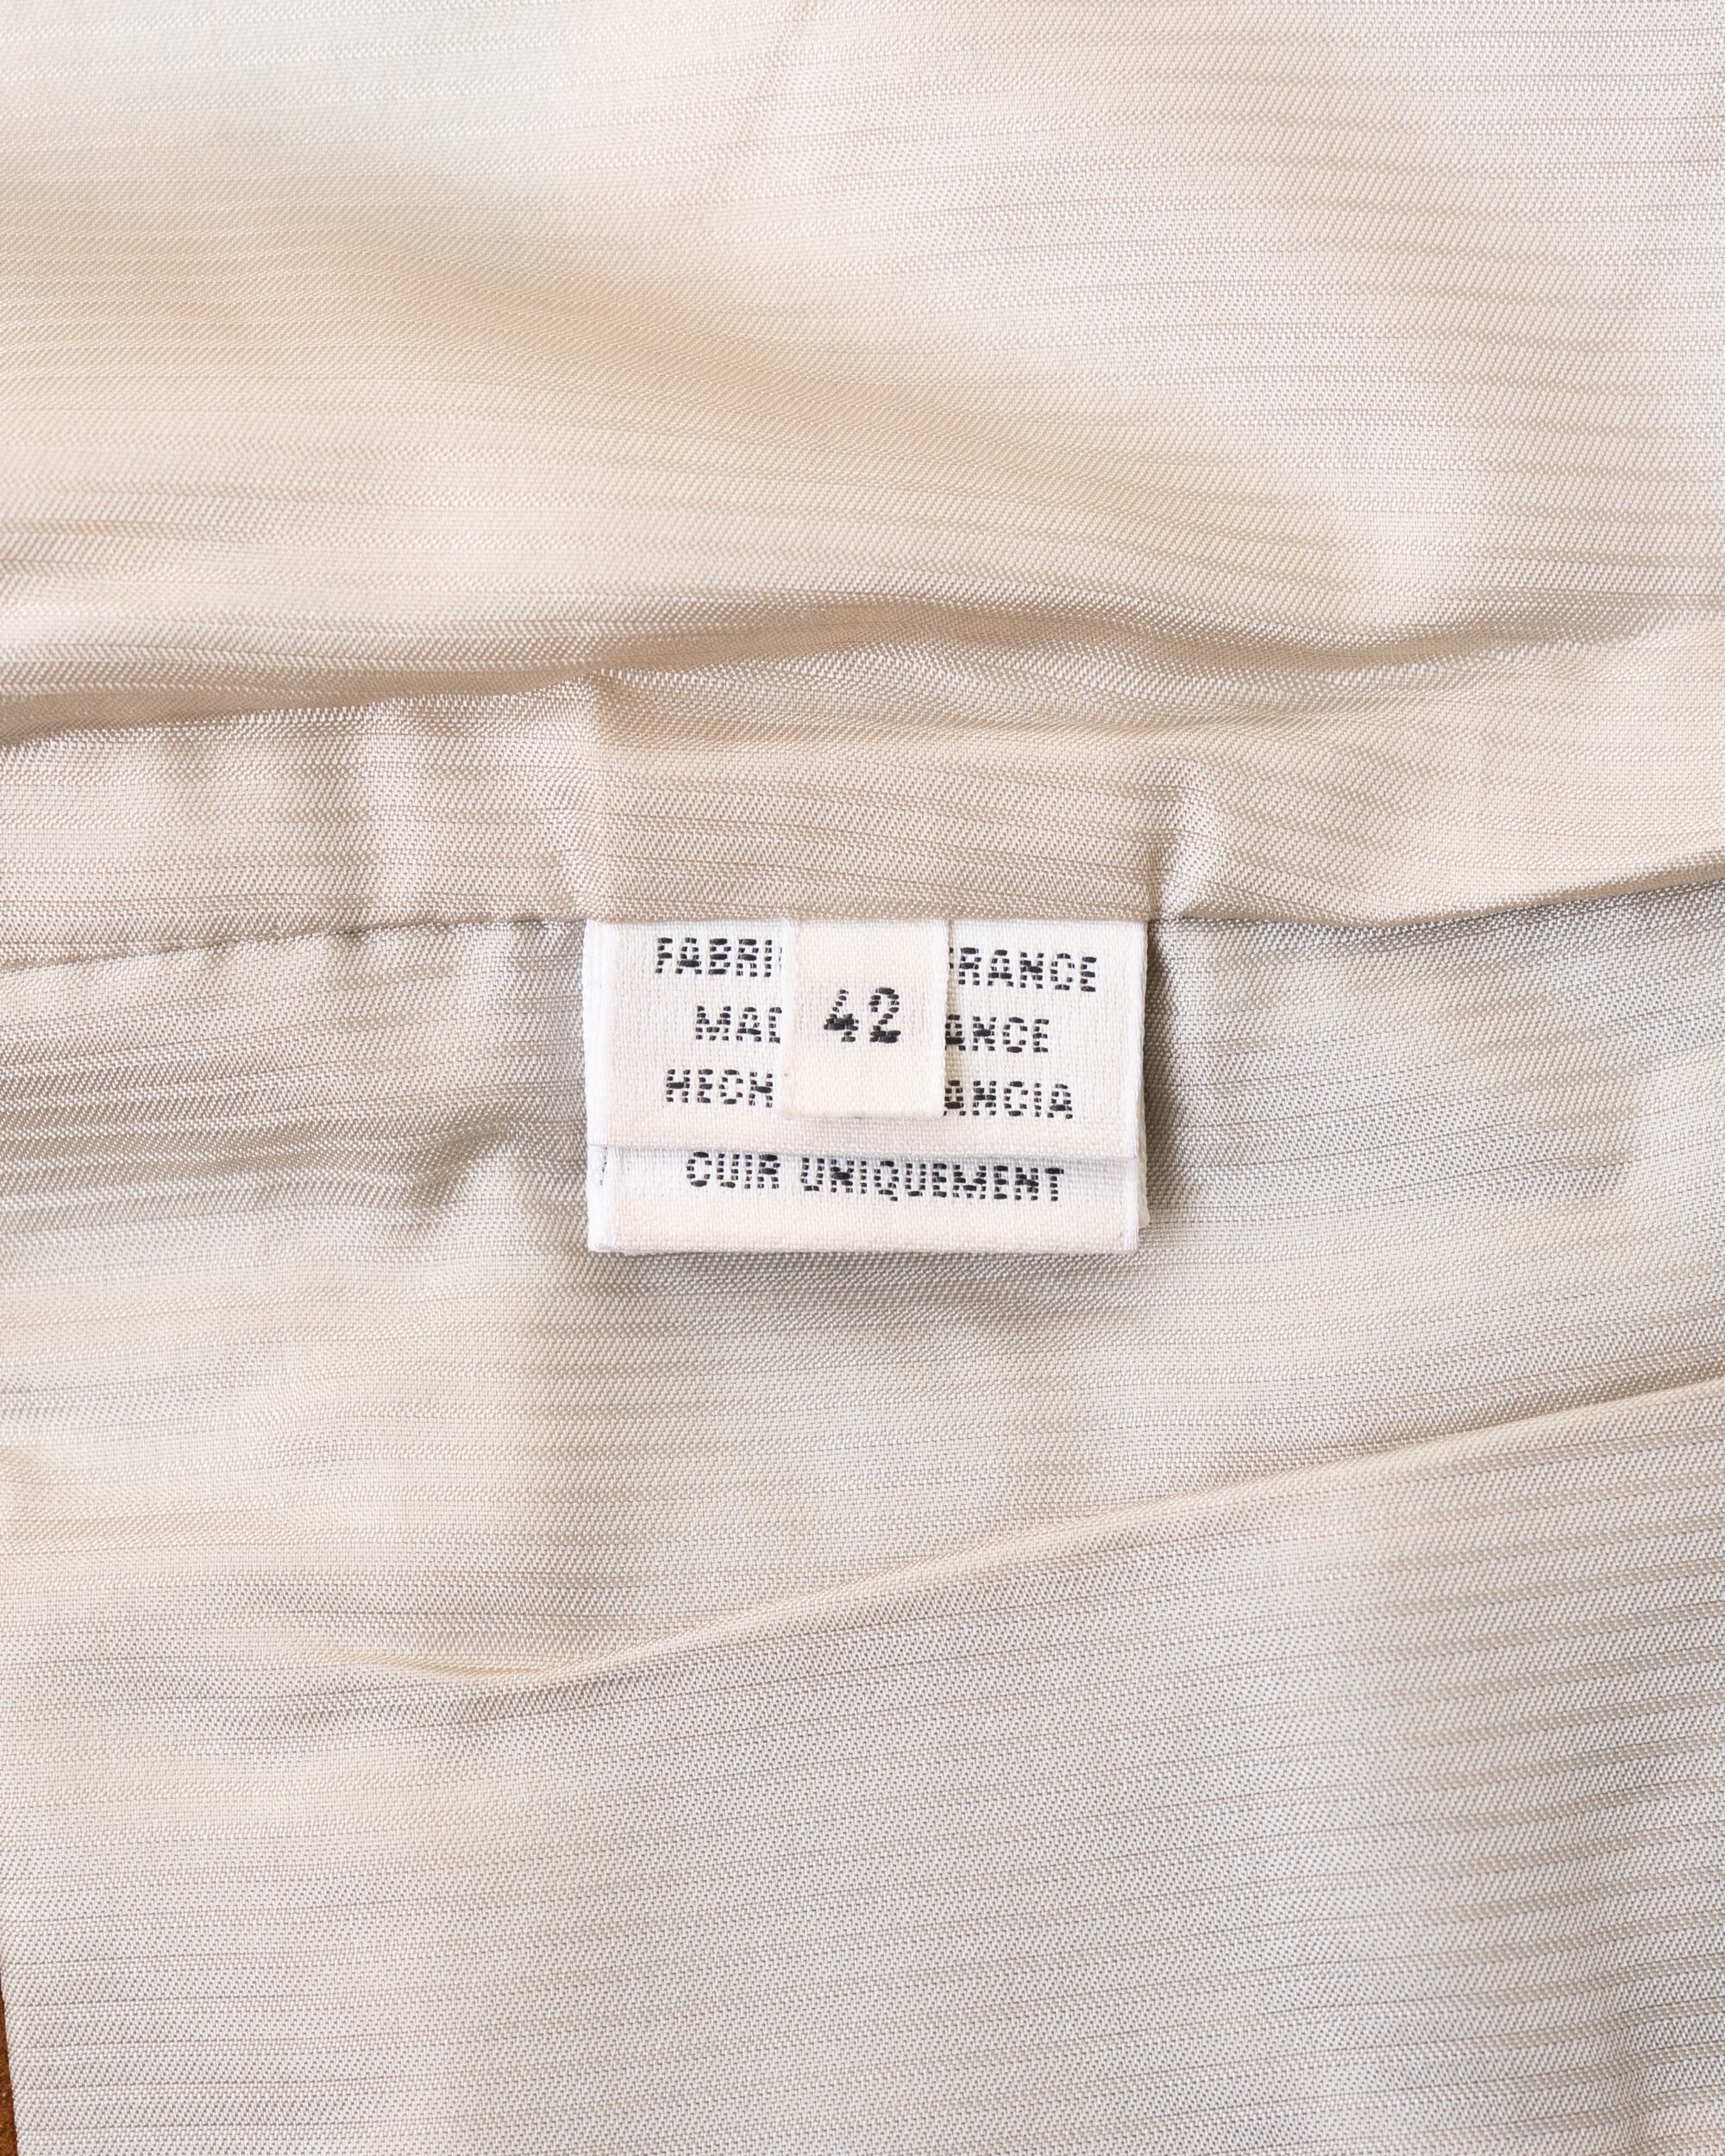 FABRI 42 RANCE
MAD ANCE
HECH ANCIA
CUIR UNIQUEMENT